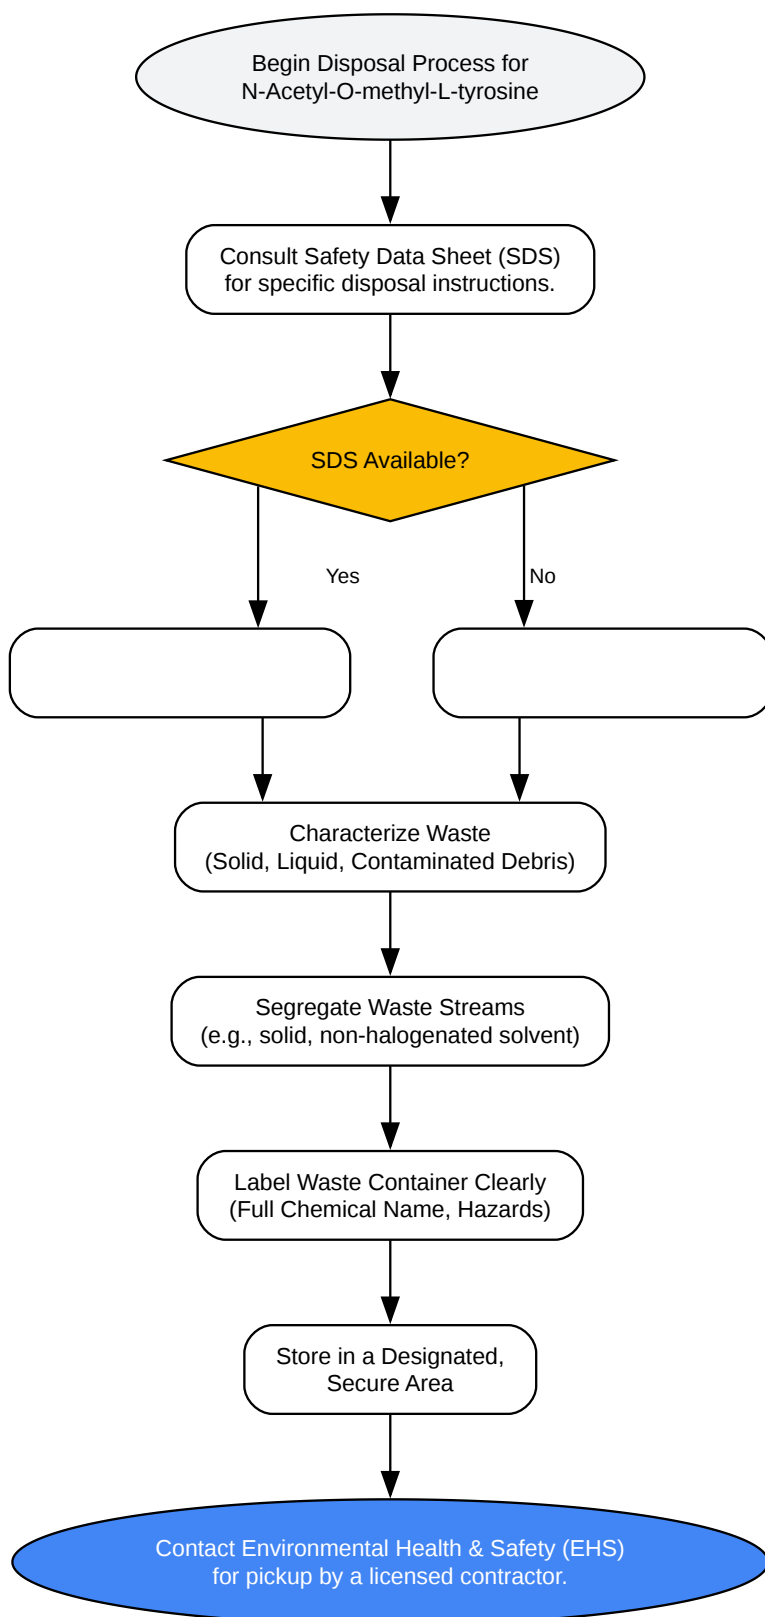 Begin Disposal Process for
N-Acetyl-O-methyl-L-tyrosine
Consult Safety Data Sheet (SDS)
for specific disposal instructions.
SDS Available?
Yes
No
Characterize Waste
(Solid, Liquid, Contaminated Debris)
Segregate Waste Streams
(e.g., solid, non-halogenated solvent)
Label Waste Container Clearly
(Full Chemical Name, Hazards)
Store in a Designated,
Secure Area
Contact Environmental Health & Safety (EHS)
for pickup by a licensed contractor.